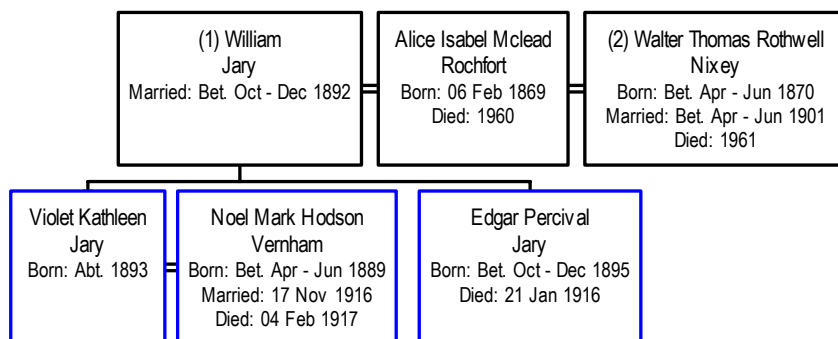 (1) William
Jary
Married: Bet. Oct - Dec 1892
Alice Isabel Mclead
Rochfort
Born: 06 Feb 1869
Died: 1960
(2) Walter Thomas Rothwell
Nixey
Born: Bet. Apr - Jun 1870
Married: Bet. Apr - Jun 1901
Died: 1961
Violet Kathleen
Jary
Born: Abt. 1893
Noel Mark Hodson
Vernham
Born: Bet. Apr - Jun 1889
Married: 17 Nov 1916
Died: 04 Feb 1917
Edgar Percival
Jary
Born: Bet. Oct - Dec 1895
Died: 21 Jan 1916